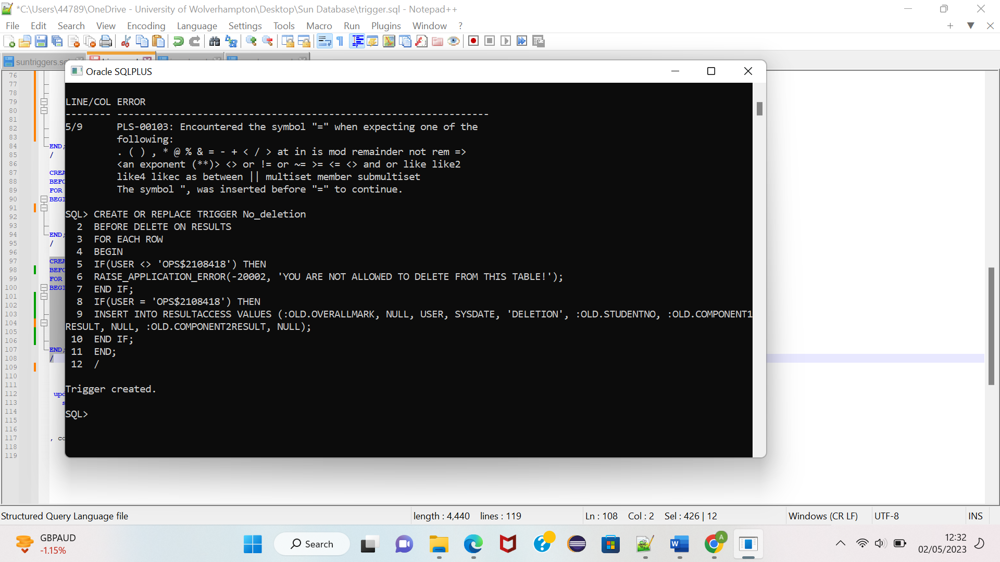 *C:\Users\44789\OneDrive - University of Wolverhampton\Desktop\Sun Database\trigger.sql - Notepad++
File Edit Search View Encoding Language Settings Tools Macro Run Plugins Window ?
Oracle SQLPLUS
LINE/COL ERROR
-------- -----------------------------------------------------------------
5/9 PLS-00103: Encountered the symbol "=" when expecting one of the
following:
. ( ) , * @ % & = - + < / > at in is mod remainder not rem =>
<an exponent (**)> <> or != or ~= >= <= <> and or like like2
like4 likec as between || multiset member submultiset
The symbol ", was inserted before "=" to continue.
SQL> CREATE OR REPLACE TRIGGER No_deletion
2 BEFORE DELETE ON RESULTS
3 FOR EACH ROW
4 BEGIN
5 IF(USER <> 'OPS$2108418') THEN
6 RAISE_APPLICATION_ERROR(-20002, 'YOU ARE NOT ALLOWED TO DELETE FROM THIS TABLE!');
7 END IF;
8 IF(USER = 'OPS$2108418') THEN
9 INSERT INTO RESULTACCESS VALUES (:OLD.OVERALLMARK, NULL, USER, SYSDATE, 'DELETION', :OLD.STUDENTNO, :OLD.COMPONENT1
RESULT, NULL, :OLD.COMPONENT2RESULT, NULL);
10 END IF;
11 END;
12 /
Trigger created.
SQL>
76
77
78
79
80
81
82
83
84 END;
85 /
86
87 CREA
88 BEFO
89 FOR
90 BEGI
91
92
93
94 END;
95 /
96
97 CREA
98 BEFO
99 FOR
100 BEGI
101
102
103
104
105
106
107 END;
108 /
109
110
111
112 upd
113 s
114
115
116
117 , co
118
119
Structured Query Language file length : 4,440 lines : 119 Ln : 108 Col : 2 Sel : 426 | 12 Windows (CR LF) UTF-8 INS
GBPAUD
-1.15%
Search
A
12:32
02/05/2023